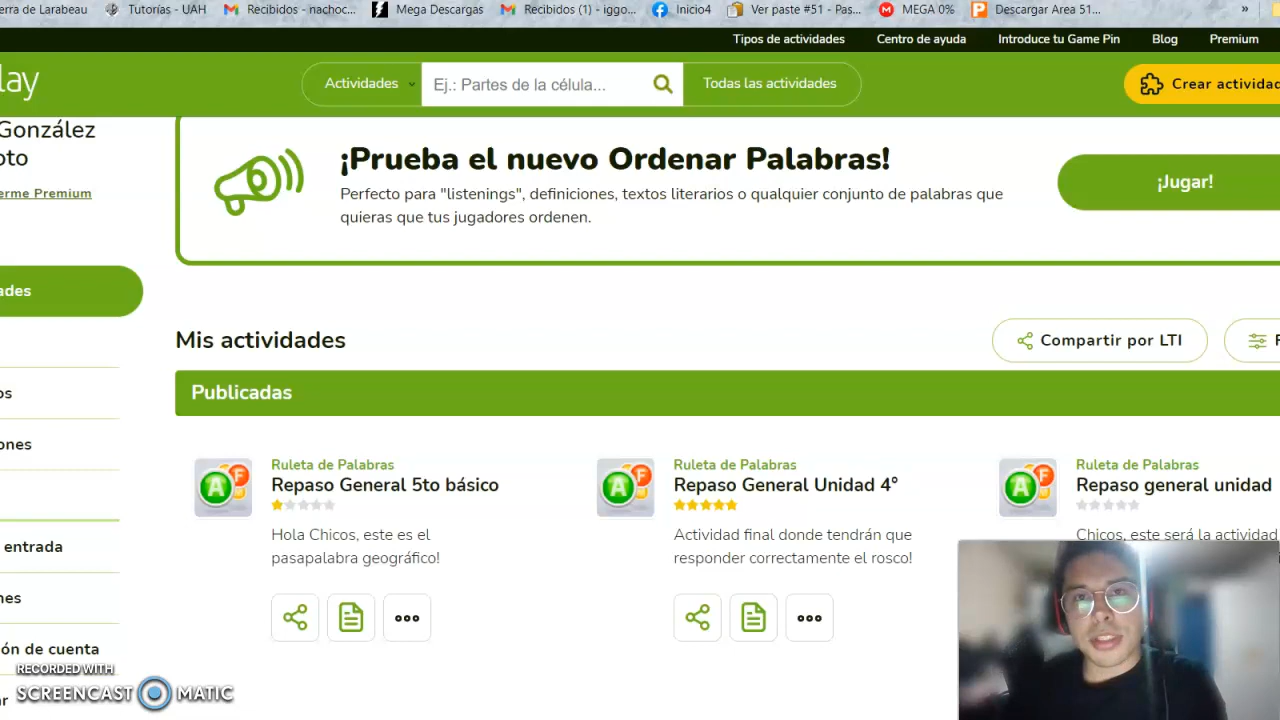 erra de Larabeau
Tutorías - UAH
Recibidos - nachoc...
Mega Descargas
Recibidos (1) - iggo...
Inicio4
Ver paste #51 - Pas...
MEGA 0%
Descargar Area 51...
»
Tipos de actividades
Centro de ayuda
Introduce tu Game Pin
Blog
Premium
lay
Actividades
Ej.: Partes de la célula...
Todas las actividades
Crear actividad
González
oto
erme Premium
¡Prueba el nuevo Ordenar Palabras!
Perfecto para "listenings", definiciones, textos literarios o cualquier conjunto de palabras que
quieras que tus jugadores ordenen.
¡Jugar!
ades
os
ones
entrada
nes
ón de cuenta
ar
Mis actividades
Compartir por LTI
F
Publicadas
Ruleta de Palabras
Repaso General 5to básico
Hola Chicos, este es el
pasapalabra geográfico!
Ruleta de Palabras
Repaso General Unidad 4°
Actividad final donde tendrán que
responder correctamente el rosco!
Ruleta de Palabras
Repaso general unidad
Chicos, este será la actividad
RECORDED WITH
SCREENCAST MATIC